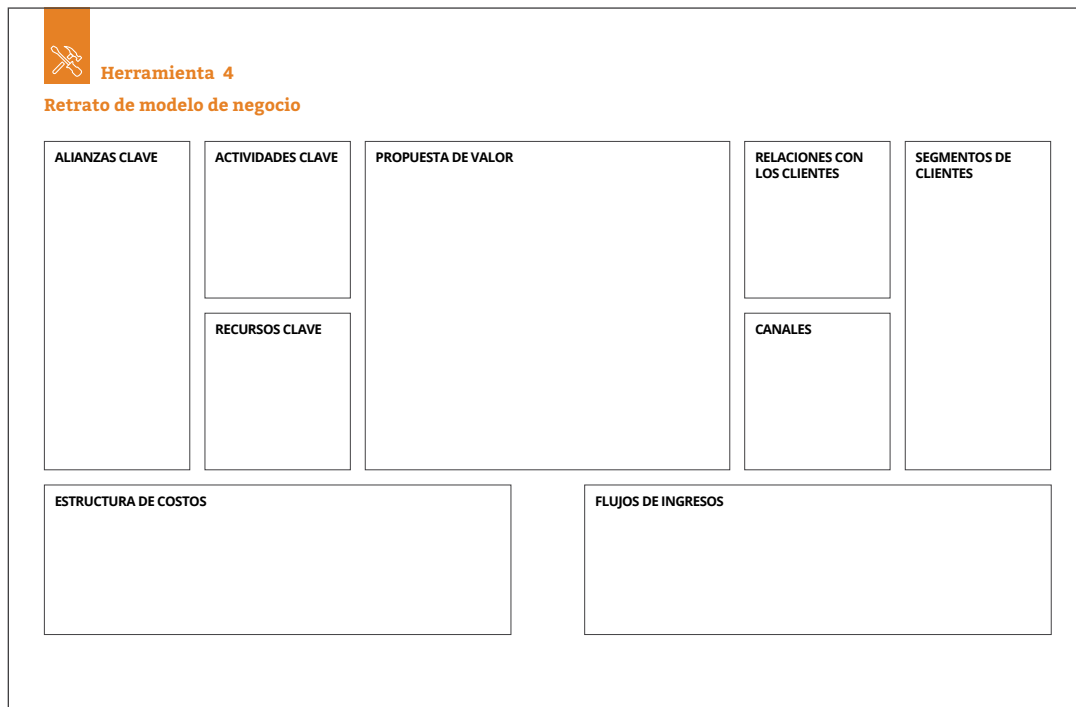 Herramienta 4
Retrato de modelo de negocio
ALIANZAS CLAVE
ACTIVIDADES CLAVE
RECURSOS CLAVE
PROPUESTA DE VALOR
RELACIONES CON
LOS CLIENTES
CANALES
SEGMENTOS DE
CLIENTES
ESTRUCTURA DE COSTOS
FLUJOS DE INGRESOS